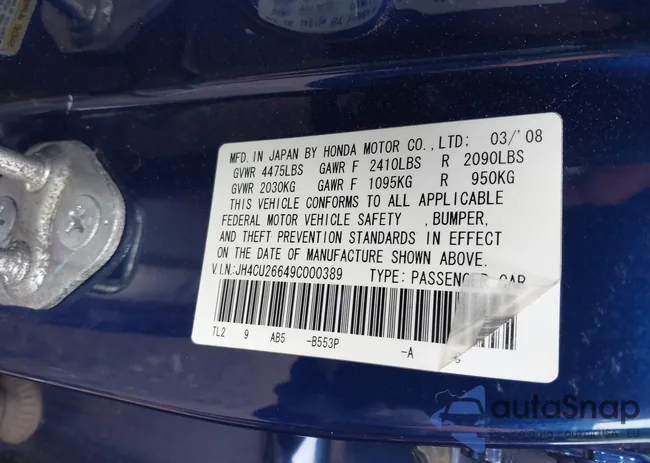 MFD. IN JAPAN BY HONDA MOTOR CO.,LTD; 03/'08
GVWR 4475LBS GAWR F 2410LBS R 2090LBS
GVWR 2030KG GAWR F 1095KG R 950KG
THIS VEHICLE CONFORMS TO ALL APPLICABLE
FEDERAL MOTOR VEHICLE SAFETY ,BUMPER,
AND THEFT PREVENTION STANDARDS IN EFFECT
ON THE DATE OF MANUFACTURE SHOWN ABOVE.
V.I.N.:JH4CU26649C000389 TYPE: PASSENGER CAR
TL2 9 AB5 -B553P -A
autoSnap